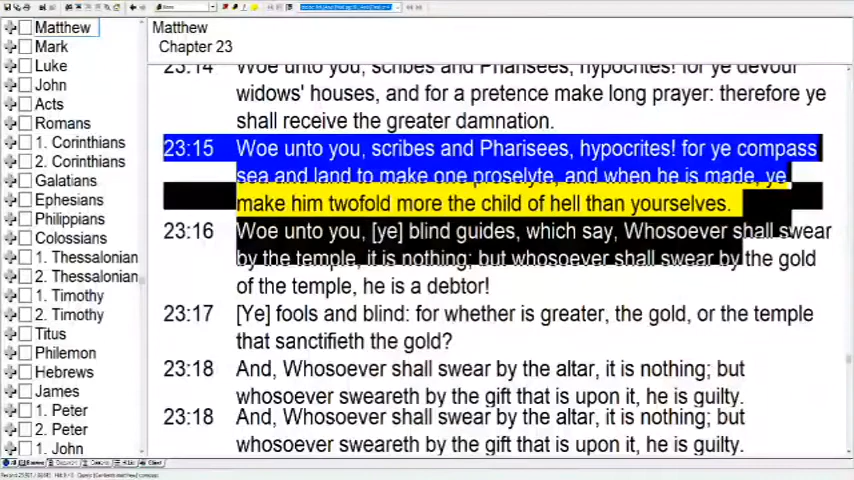 Matthew
Mark
Luke
John
Acts
Romans
1. Corinthians
2. Corinthians
Galatians
Ephesians
Philippians
Colossians
1. Thessalonian
2. Thessalonian
1. Timothy
2. Timothy
Titus
Philemon
Hebrews
James
1. Peter
2. Peter
1. John
Matthew
Chapter 23
23:14 Woe unto you, scribes and Pharisees, hypocrites! for ye devour
widows' houses, and for a pretence make long prayer: therefore ye
shall receive the greater damnation.
23:15 Woe unto you, scribes and Pharisees, hypocrites! for ye compass
sea and land to make one proselyte, and when he is made, ye
make him twofold more the child of hell than yourselves.
23:16 Woe unto you, [ye] blind guides, which say, Whosoever shall swear
by the temple, it is nothing; but whosoever shall swear by the gold
of the temple, he is a debtor!
23:17 [Ye] fools and blind: for whether is greater, the gold, or the temple
that sanctifieth the gold?
23:18 And, Whosoever shall swear by the altar, it is nothing; but
whosoever sweareth by the gift that is upon it, he is guilty.
23:18 And, Whosoever shall swear by the altar, it is nothing; but
whosoever sweareth by the gift that is upon it, he is guilty.